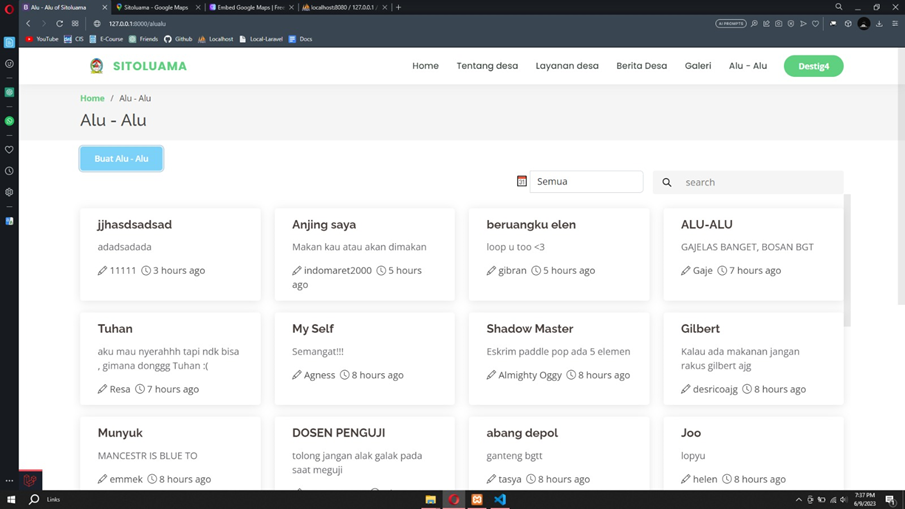 Alu - Alu of Sitoluama
Sitoluama - Google Maps
Embed Google Maps | Free
localhost8080 / 127.0.0.1 /
127.0.0.1:8000/alualu
AI PROMPTS
YouTube
CIS
E-Course
Friends
Github
Localhost
Local-Laravel
Docs
SITOLUAMA
Home
Tentang desa
Layanan desa
Berita Desa
Galeri
Alu - Alu
Destig4
Home / Alu - Alu
Alu - Alu
Buat Alu - Alu
Semua
search
jjhasdsadsad
adadsadada
11111 3 hours ago
Anjing saya
Makan kau atau akan dimakan
indomaret2000 5 hours
ago
beruangku elen
loop u too <3
gibran 5 hours ago
ALU-ALU
GAJELAS BANGET, BOSAN BGT
Gaje 7 hours ago
Tuhan
aku mau nyerahhh tapi ndk bisa
, gimana donggg Tuhan :(
Resa 7 hours ago
My Self
Semangat!!!
Agness 8 hours ago
Shadow Master
Eskrim paddle pop ada 5 elemen
Almighty Oggy 8 hours ago
Gilbert
Kalau ada makanan jangan
rakus gilbert ajg
desricoajg 8 hours ago
Munyuk
MANCESTR IS BLUE TO
emmek 8 hours ago
DOSEN PENGUJI
tolong jangan alak galak pada
saat meguji
abang depol
ganteng bgtt
tasya 8 hours ago
Joo
lopyu
helen 8 hours ago
Links
7:37 PM
6/9/2023